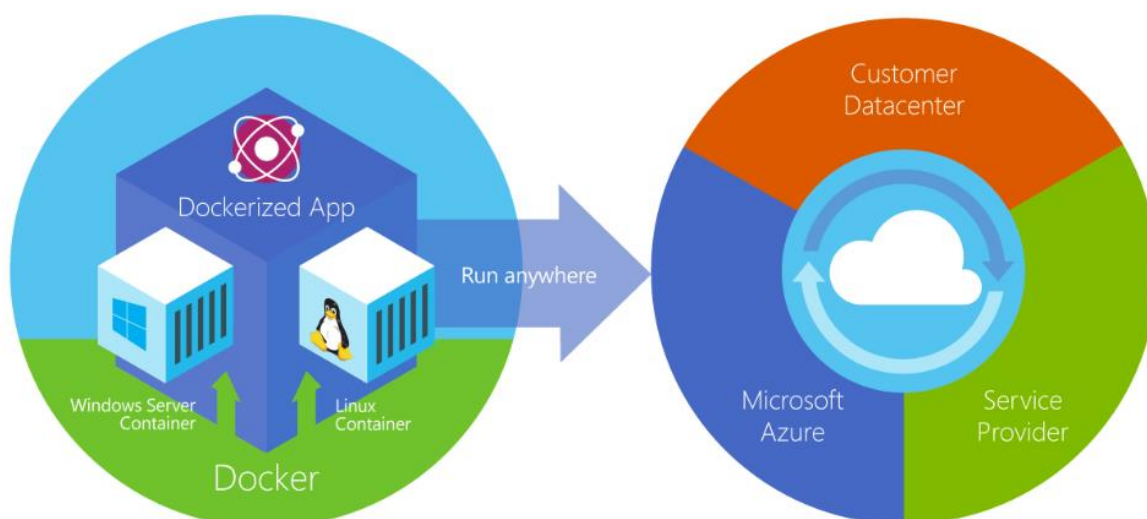 Dockerized App
Windows Server
Container
Linux
Container
Docker
Run anywhere
Customer
Datacenter
Microsoft
Azure
Service
Provider